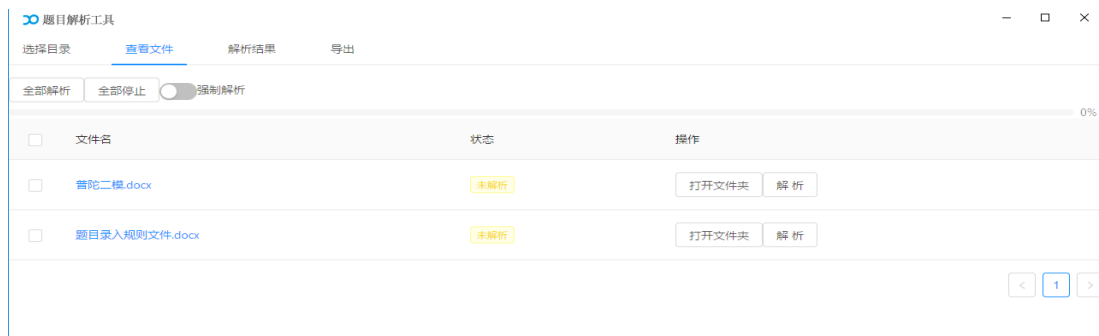 题目解析工具
选择目录 查看文件 解析结果 导出
全部解析 全部停止 强制解析
0%
文件名 状态 操作
普陀二模.docx 未解析 打开文件夹 解 析
题目录入规则文件.docx 未解析 打开文件夹 解 析
< 1 >